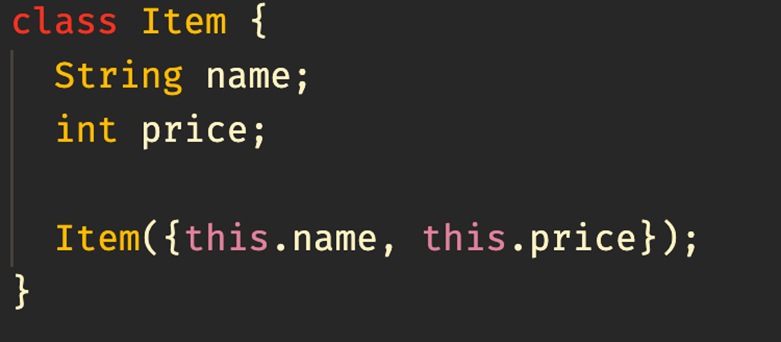 class Item {
  String name;
  int price;

  Item({this.name, this.price});
}